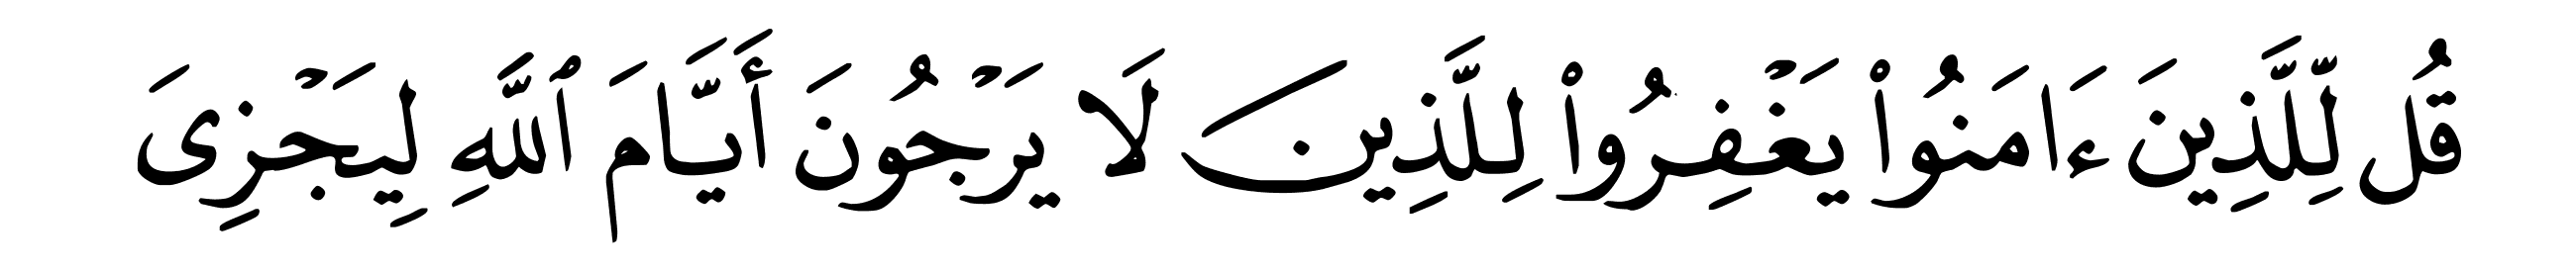 قُل لِّلَّذِينَ ءَامَنُوا۟ يَغْفِرُوا۟ لِلَّذِينَ لَا يَرْجُونَ أَيَّامَ ٱللَّهِ لِيَجْزِىَ